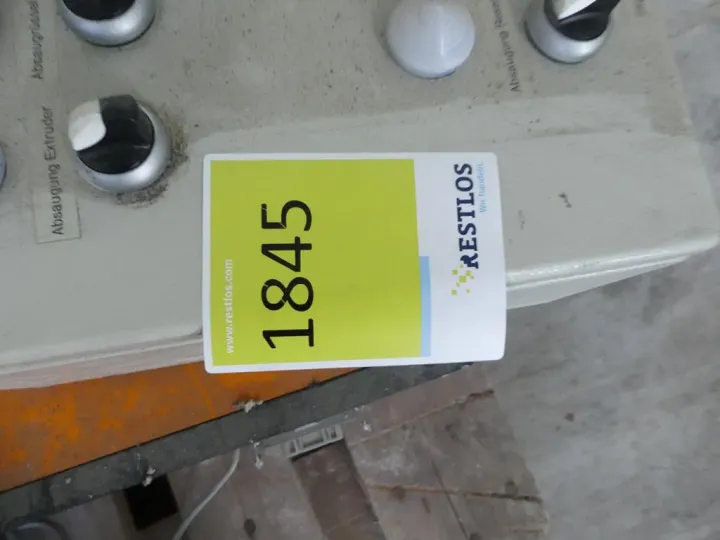 Absaugung Extruder
RESTLOS
Wir handeln.
1845
www.restlos.com